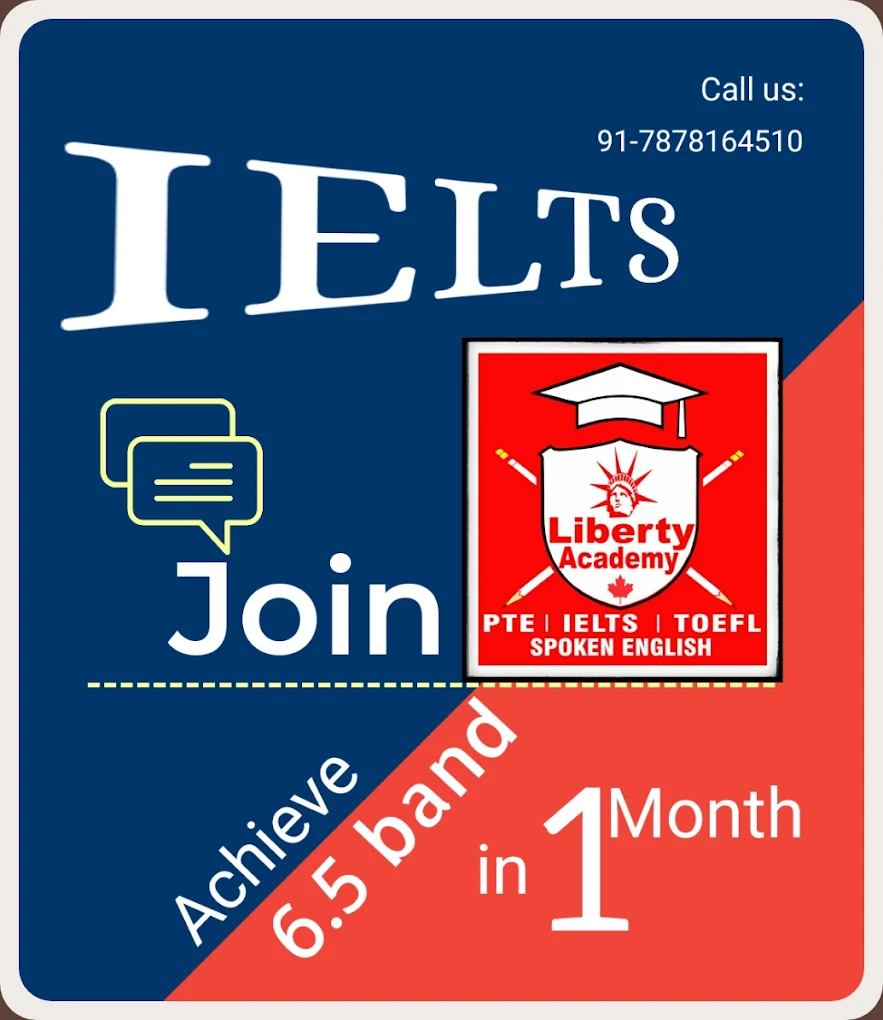 Call us:
91-7878164510
IELTS
Join
Liberty
Academy
PTE | IELTS | TOEFL
SPOKEN ENGLISH
Achieve
6.5 band
in 1 Month